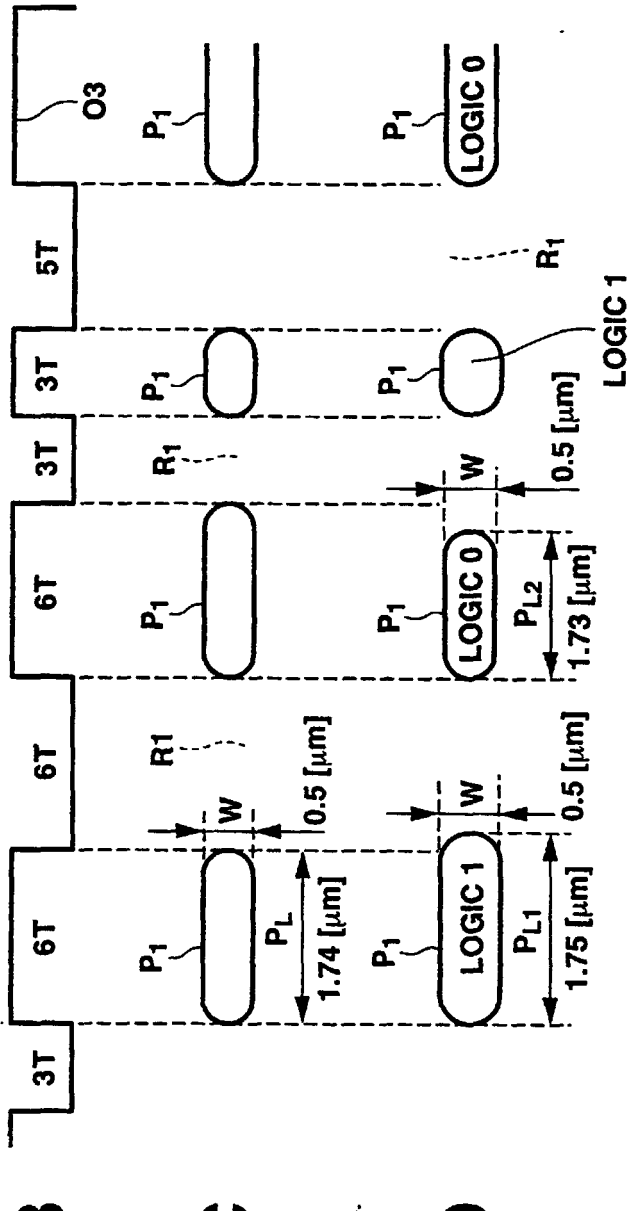 3T 6T 6T 6T 3T 3T 5T
O3
P1 R1 P1 R1 P1 P1
W
PL
1.74 [μm] 0.5 [μm]
P1 P1 P1 P1
LOGIC 1 W LOGIC 0 W LOGIC 0
PL1 PL2 R1
1.75 [μm] 0.5 [μm] 1.73 [μm] 0.5 [μm]
LOGIC 1